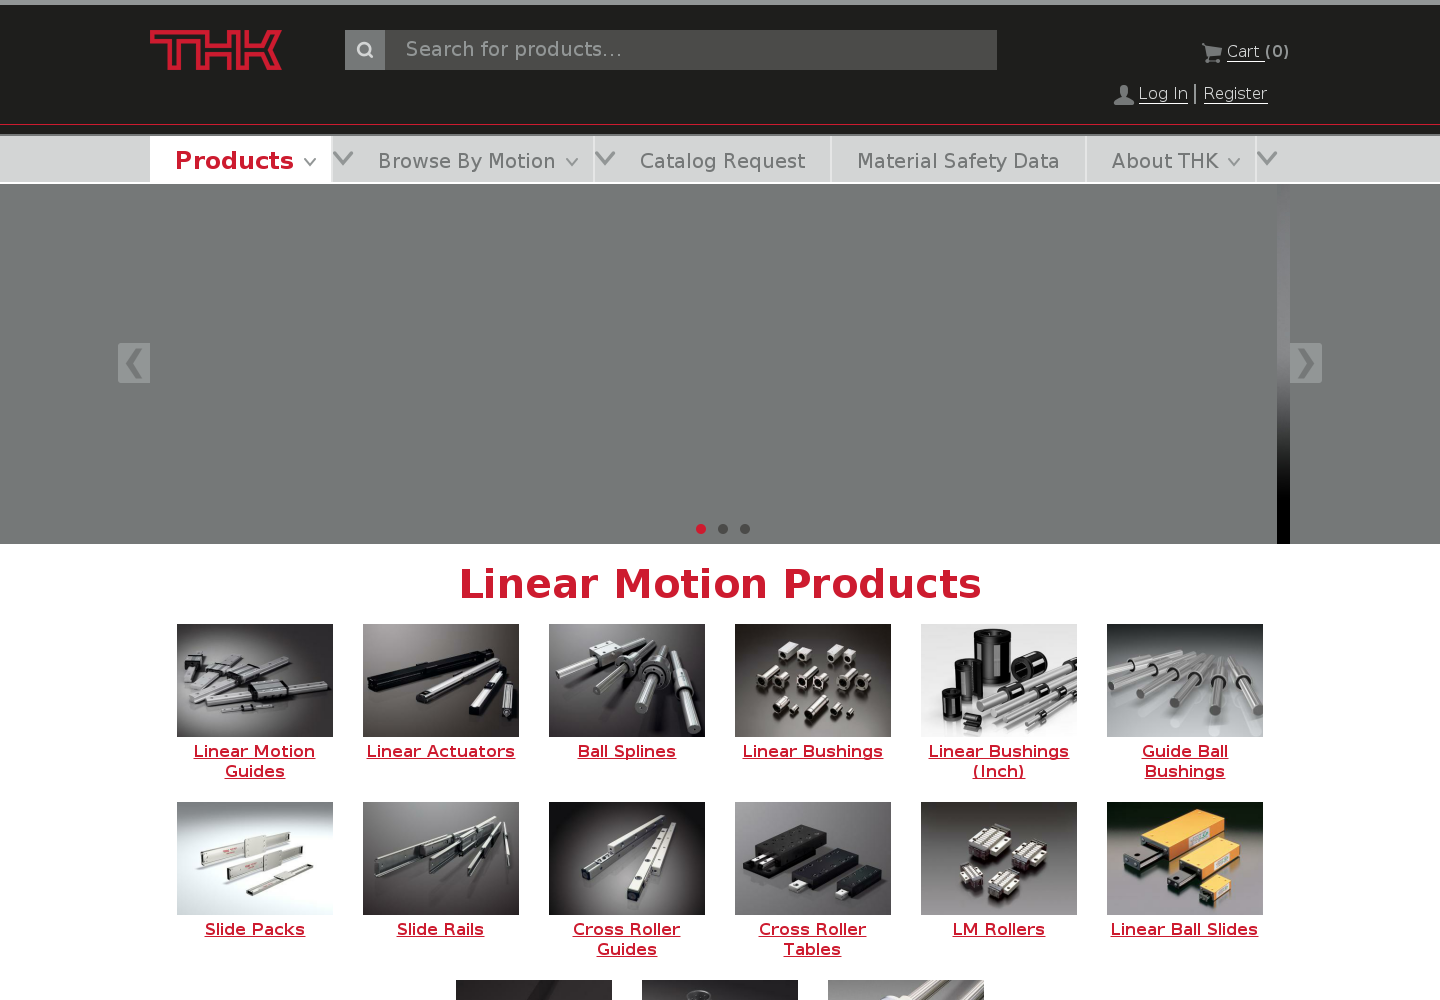 THK
Search for products...
Cart (0)
Log In | Register
Products
Browse By Motion
Catalog Request
Material Safety Data
About THK
Linear Motion Products
Linear Motion
Guides
Linear Actuators
Ball Splines
Linear Bushings
Linear Bushings
(Inch)
Guide Ball
Bushings
Slide Packs
Slide Rails
Cross Roller
Guides
Cross Roller
Tables
LM Rollers
Linear Ball Slides